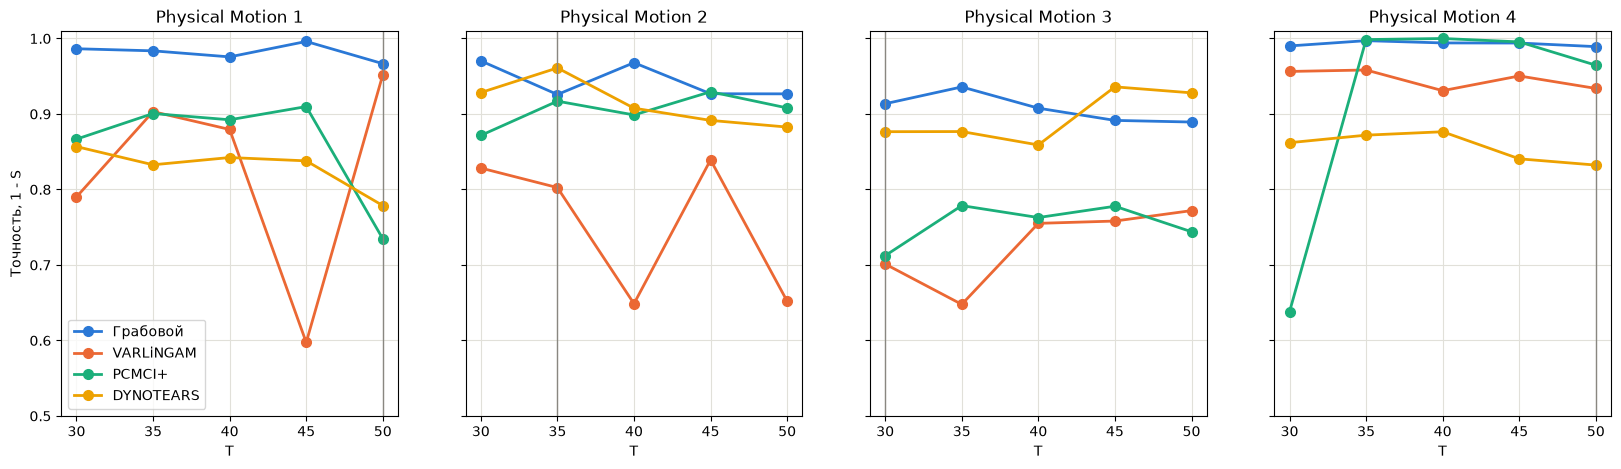 Physical Motion 1
Physical Motion 2
Physical Motion 3
Physical Motion 4
Точность, 1 - S
1.0
0.9
0.8
0.7
0.6
0.5
Грабовой
VARLiNGAM
PCMCI+
DYNOTEARS
30 35 40 45 50
30 35 40 45 50
30 35 40 45 50
30 35 40 45 50
T
T
T
T